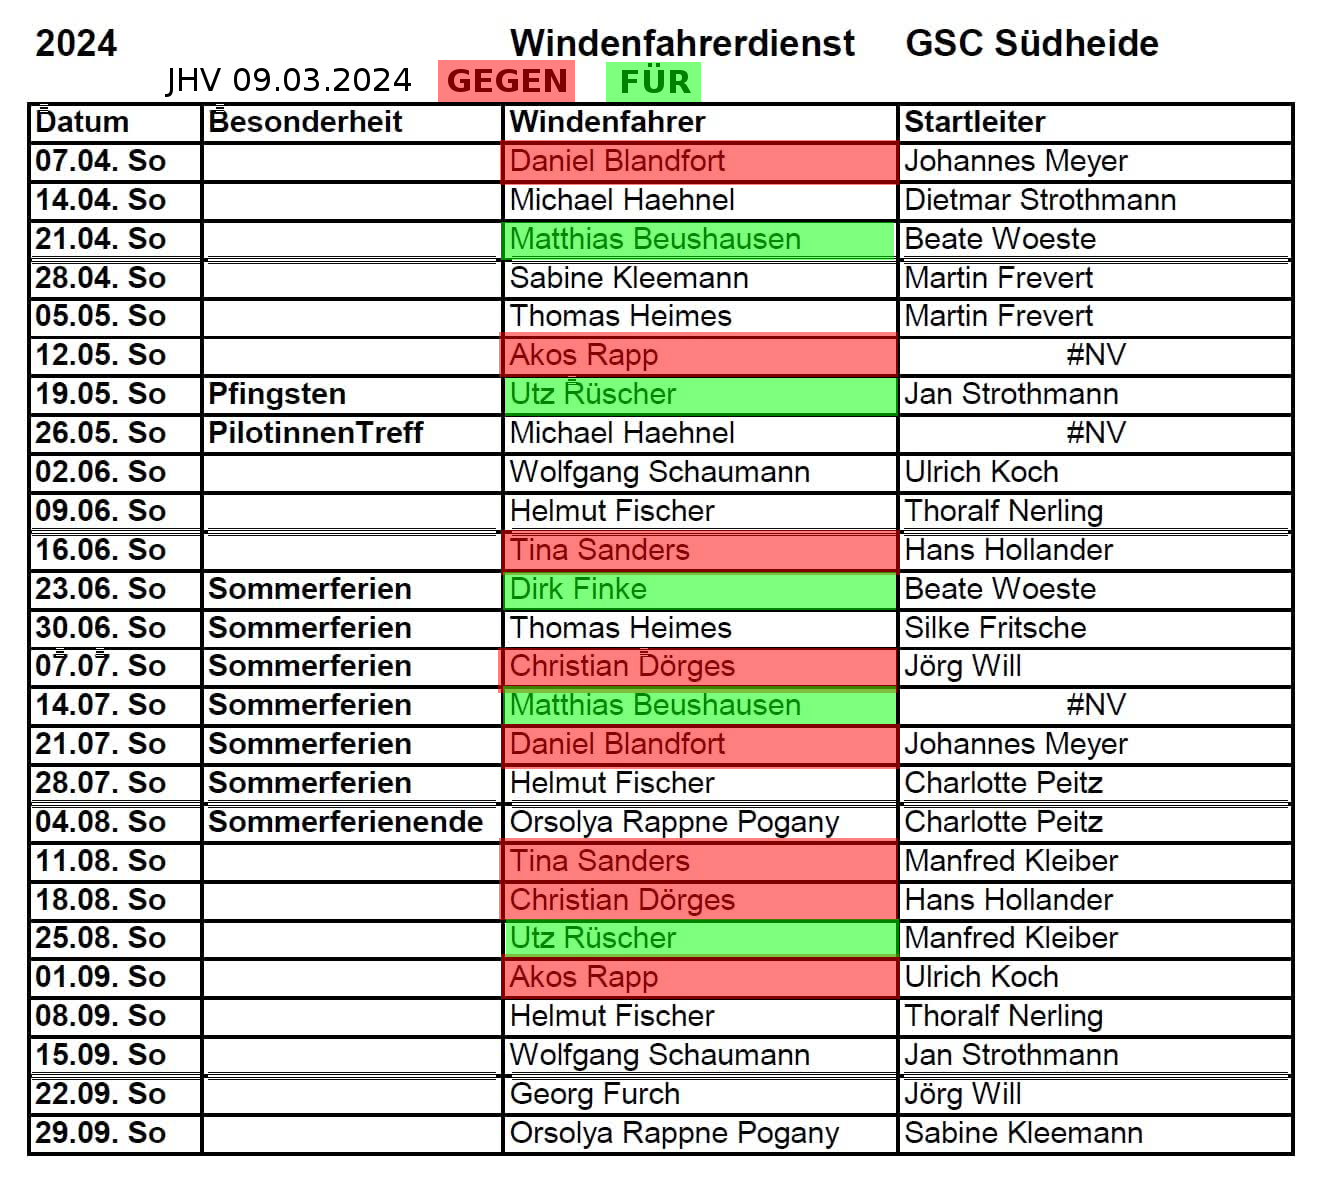 2024 Windenfahrerdienst GSC Südheide
JHV 09.03.2024 GEGEN FÜR
Datum Besonderheit Windenfahrer Startleiter
07.04. So Daniel Blandfort Johannes Meyer
14.04. So Michael Haehnel Dietmar Strothmann
21.04. So Matthias Beushausen Beate Woeste
28.04. So Sabine Kleemann Martin Frevert
05.05. So Thomas Heimes Martin Frevert
12.05. So Akos Rapp #NV
19.05. So Pfingsten Utz Rüscher Jan Strothmann
26.05. So PilotinnenTreff Michael Haehnel #NV
02.06. So Wolfgang Schaumann Ulrich Koch
09.06. So Helmut Fischer Thoralf Nerling
16.06. So Tina Sanders Hans Hollander
23.06. So Sommerferien Dirk Finke Beate Woeste
30.06. So Sommerferien Thomas Heimes Silke Fritsche
07.07. So Sommerferien Christian Dörges Jörg Will
14.07. So Sommerferien Matthias Beushausen #NV
21.07. So Sommerferien Daniel Blandfort Johannes Meyer
28.07. So Sommerferien Helmut Fischer Charlotte Peitz
04.08. So Sommerferienende Orsolya Rappne Pogany Charlotte Peitz
11.08. So Tina Sanders Manfred Kleiber
18.08. So Christian Dörges Hans Hollander
25.08. So Utz Rüscher Manfred Kleiber
01.09. So Akos Rapp Ulrich Koch
08.09. So Helmut Fischer Thoralf Nerling
15.09. So Wolfgang Schaumann Jan Strothmann
22.09. So Georg Furch Jörg Will
29.09. So Orsolya Rappne Pogany Sabine Kleemann